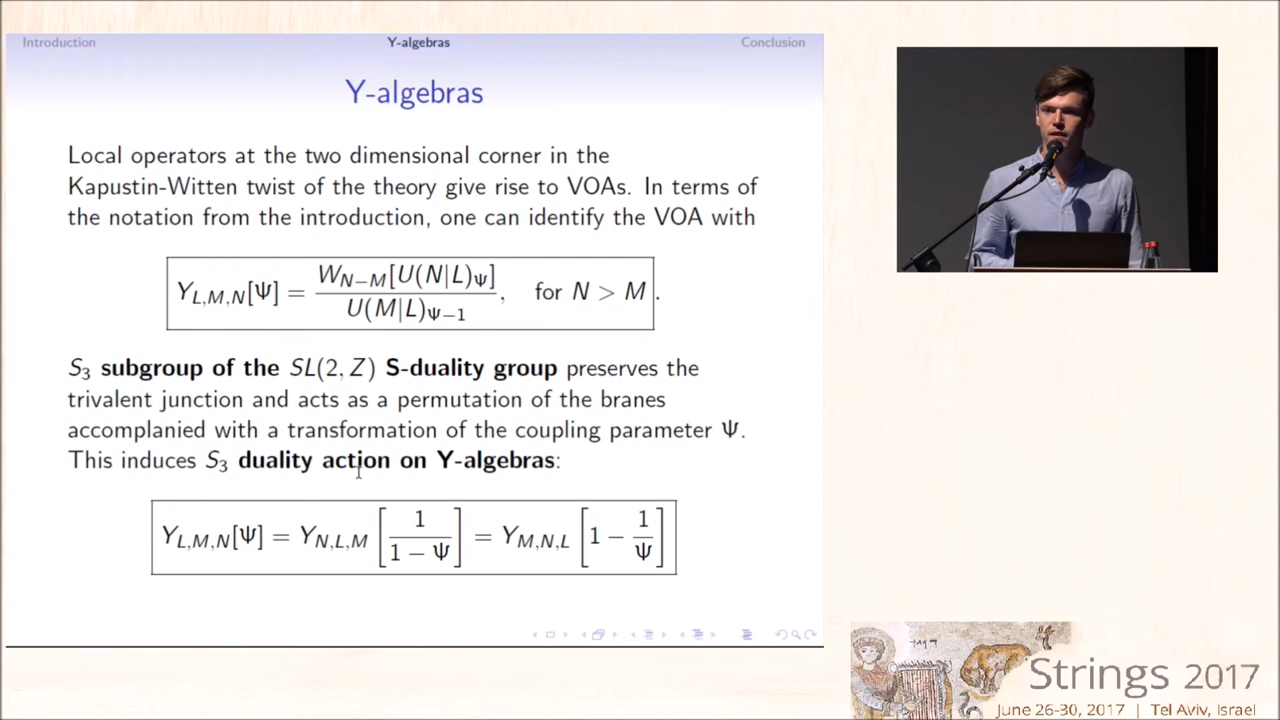 Introduction Y-algebras Conclusion
Y-algebras
Local operators at the two dimensional corner in the
Kapustin-Witten twist of the theory give rise to VOAs. In terms of
the notation from the introduction, one can identify the VOA with
Y_{L,M,N}[Ψ] = \frac{W_{N−M}[U(N|L)_Ψ]}{U(M|L)_{Ψ−1}}, for N > M.
S_3 subgroup of the SL(2, Z) S-duality group preserves the
trivalent junction and acts as a permutation of the branes
accomplanied with a transformation of the coupling parameter Ψ.
This induces S_3 duality action on Y-algebras:
Y_{L,M,N}[Ψ] = Y_{N,L,M} [\frac{1}{1 − Ψ}] = Y_{M,N,L} [1 − \frac{1}{Ψ}]
Strings 2017
June 26-30, 2017 | Tel Aviv, Israel